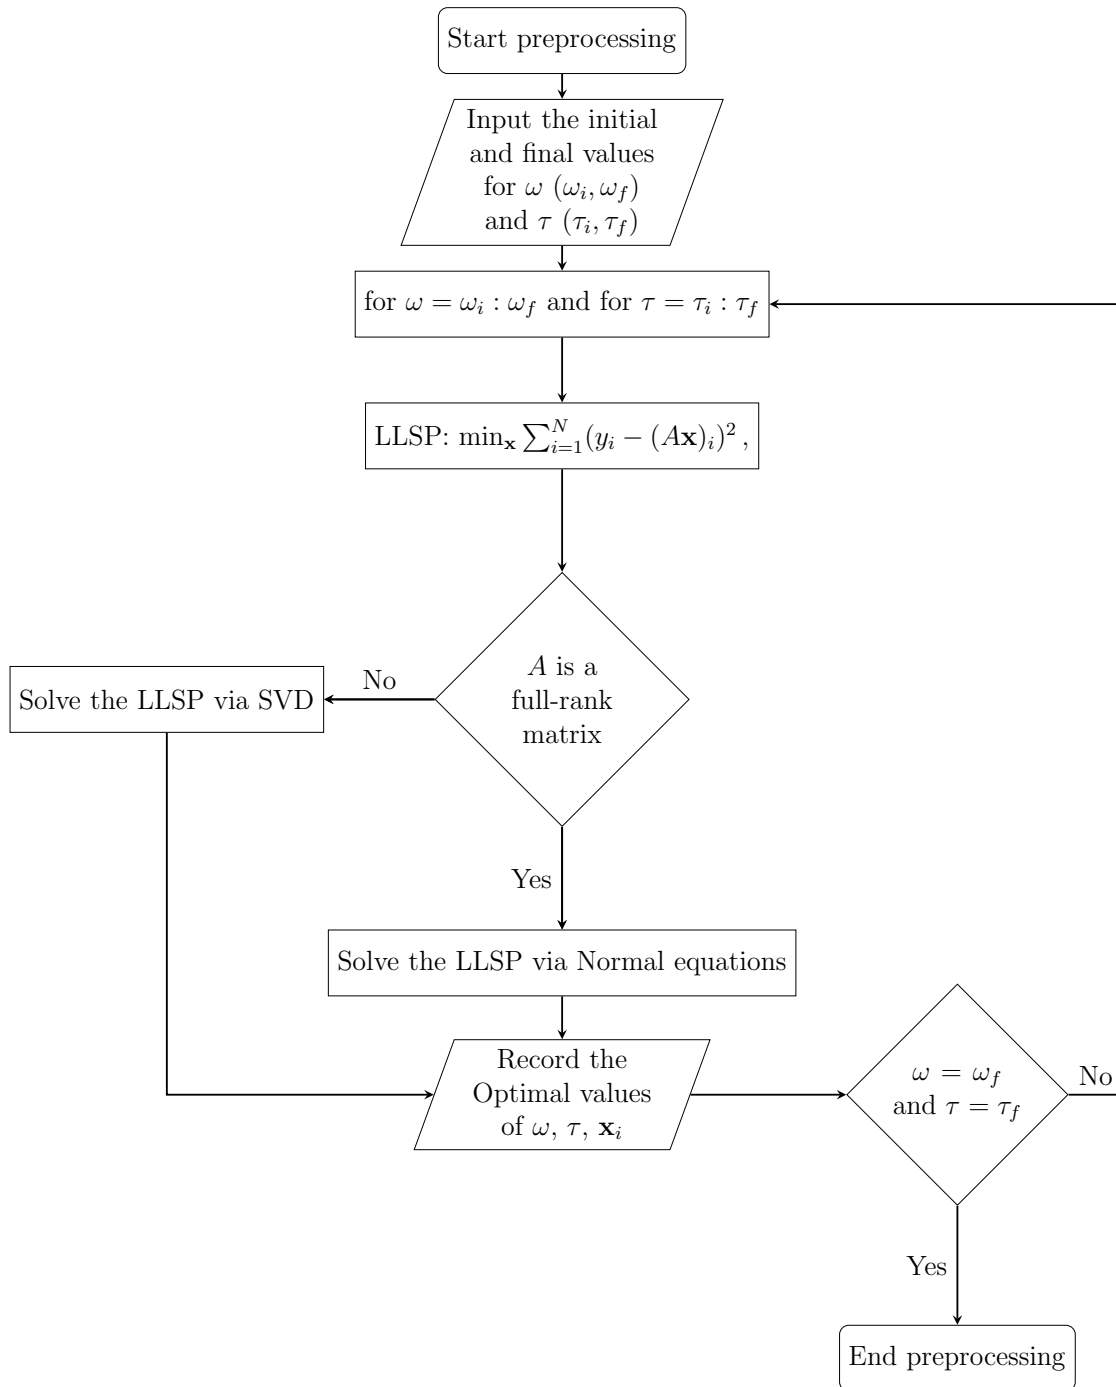 Start preprocessing
Input the initial
and final values
for ω (ω_i, ω_f)
and τ (τ_i, τ_f)
for ω = ω_i : ω_f and for τ = τ_i : τ_f
LLSP: min_𝐱 ∑_{i=1}^{N} (y_i − (A𝐱)_i)² ,
A is a
full-rank
matrix
No
Solve the LLSP via SVD
Yes
Solve the LLSP via Normal equations
Record the
Optimal values
of ω, τ, 𝐱_i
ω = ω_f
and τ = τ_f
No
Yes
End preprocessing